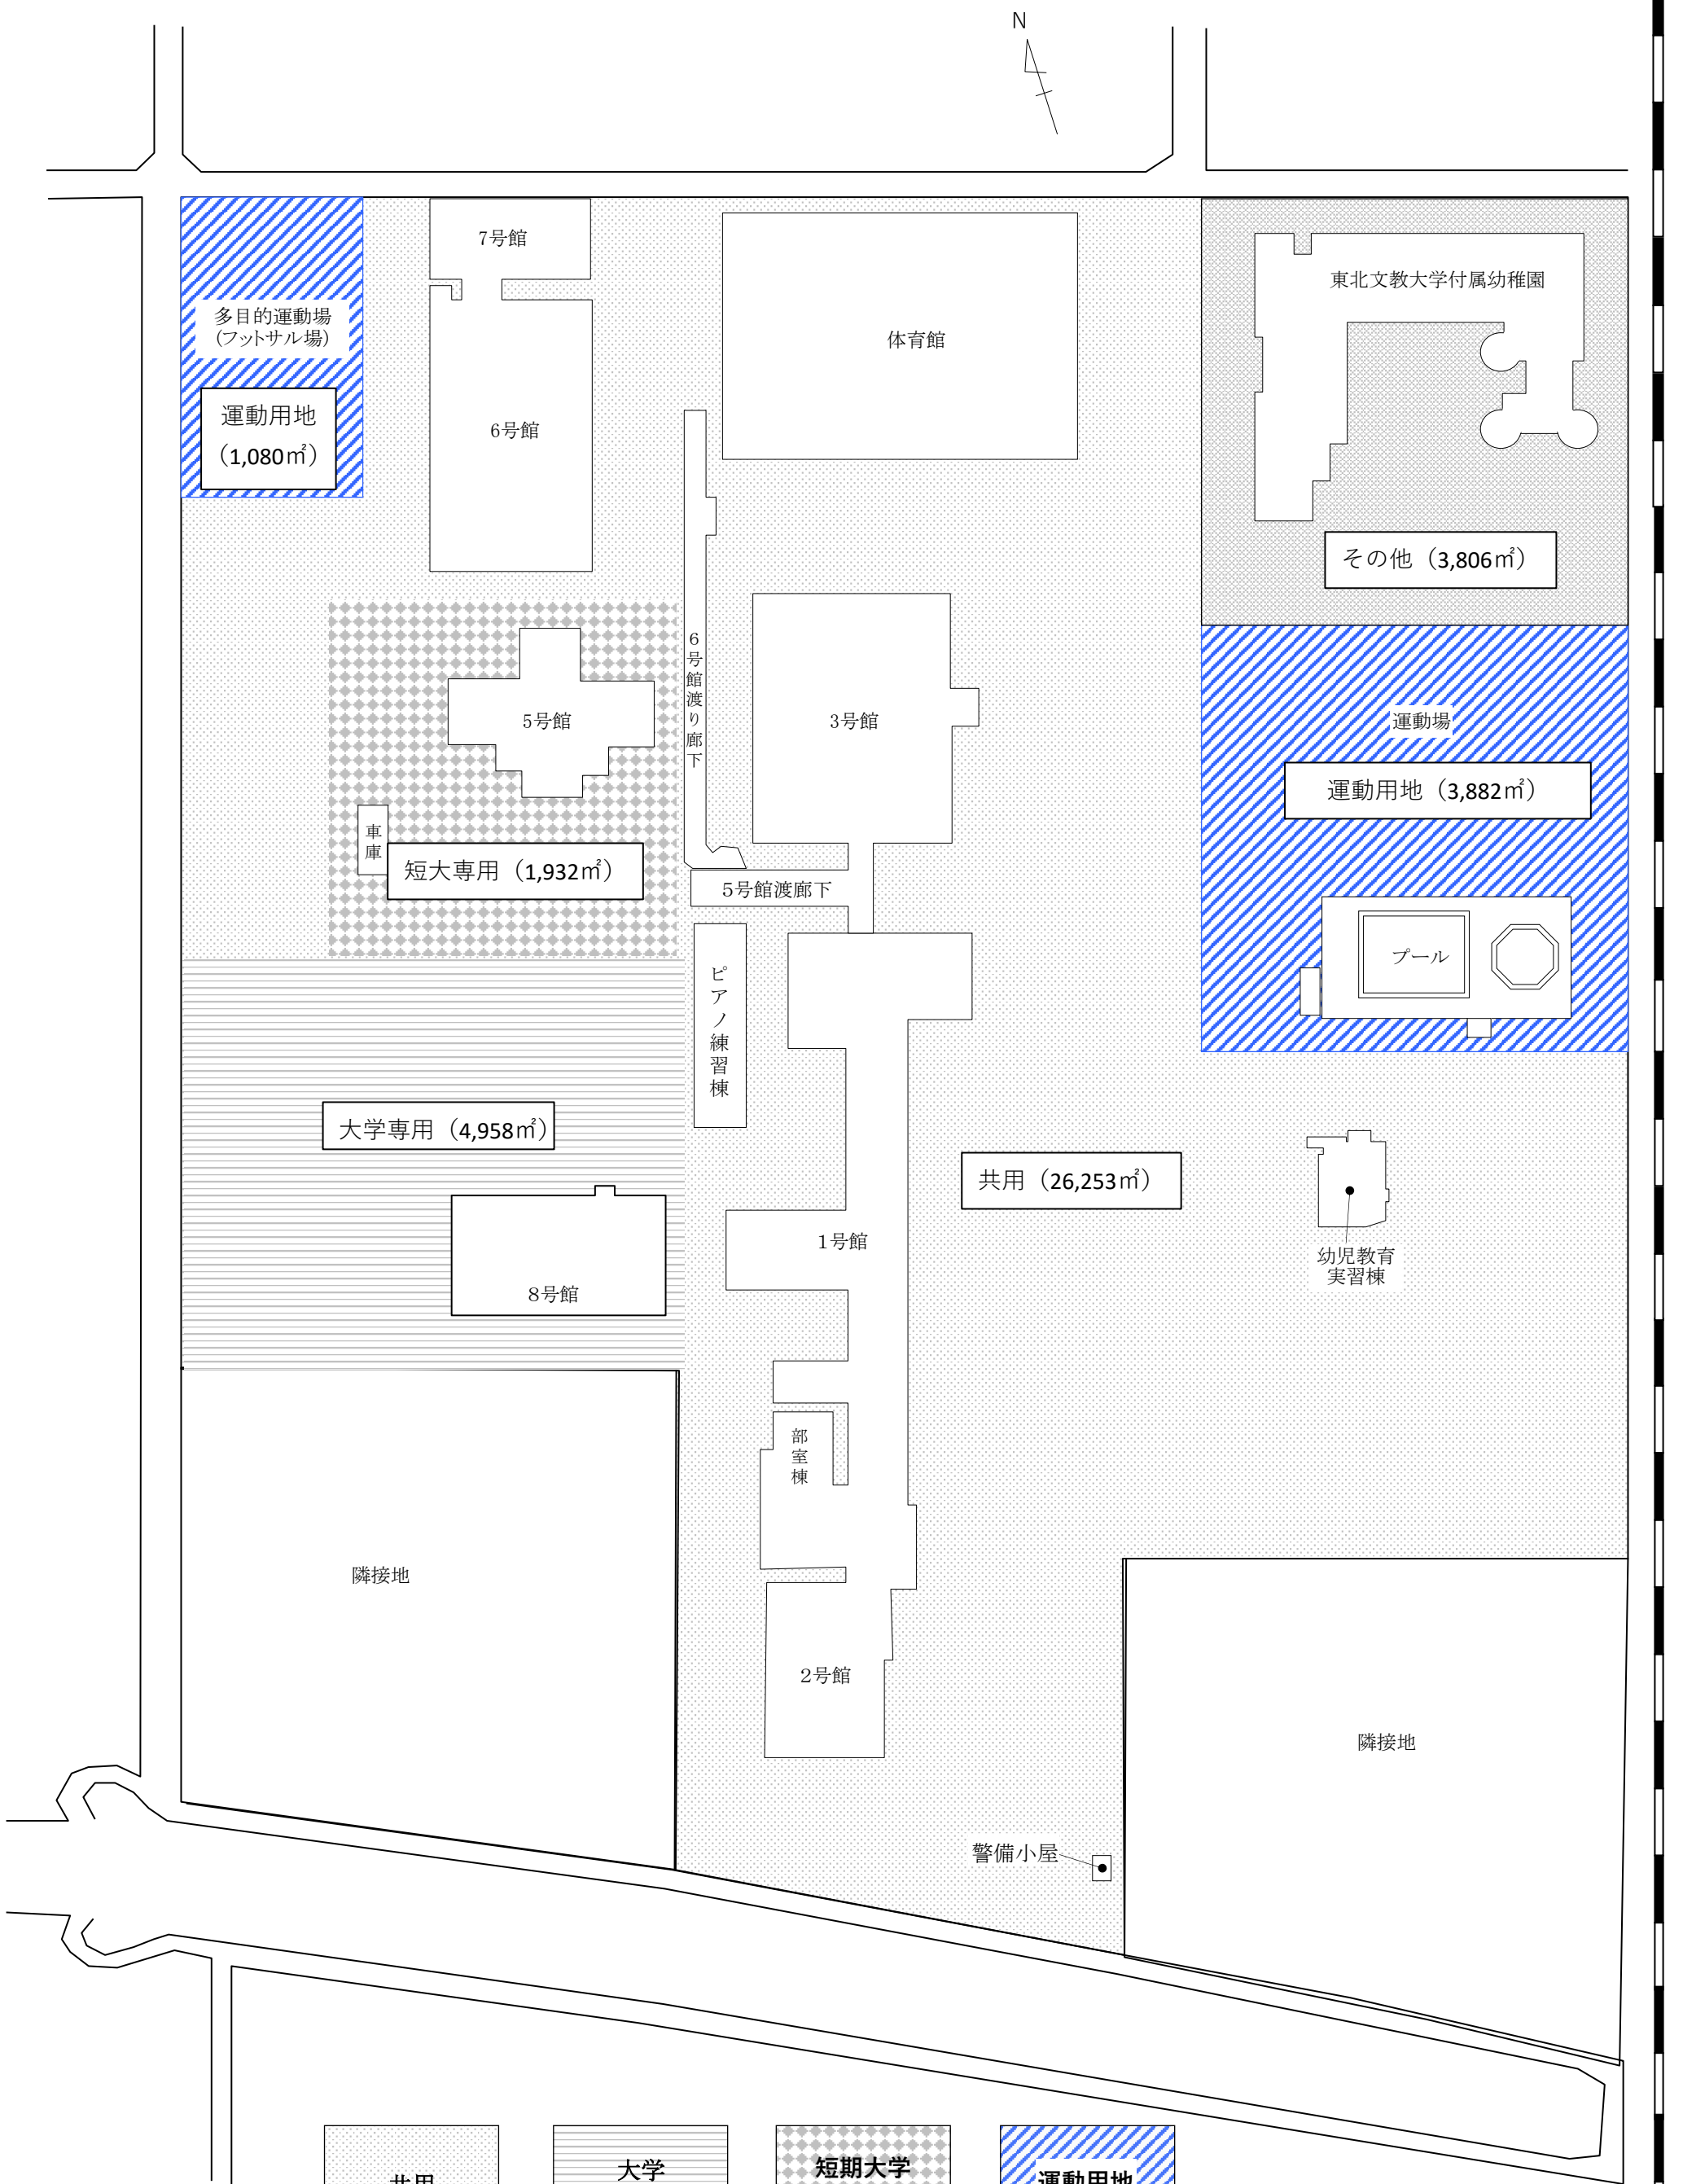 N
7号館
東北文教大学付属幼稚園
多目的運動場
(フットサル場)
体育館
運動用地
（1,080㎡）
6号館
その他（3,806㎡）
6号館渡り廊下
5号館
3号館
運動場
運動用地（3,882㎡）
車庫
短大専用（1,932㎡）
5号館渡廊下
プール
ピアノ練習棟
大学専用（4,958㎡）
共用（26,253㎡）
1号館
幼児教育
実習棟
8号館
部室棟
隣接地
2号館
隣接地
警備小屋
共用
大学
短期大学
運動用地